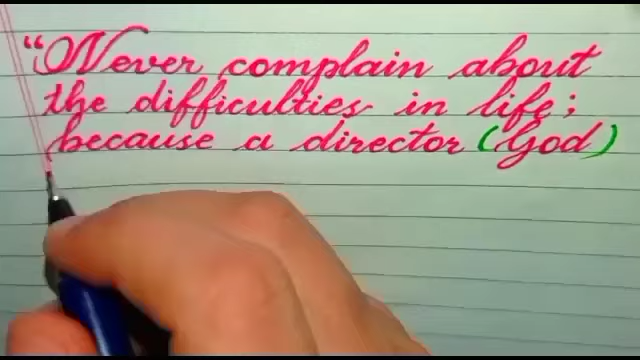 “Never complain about
the difficulties in life;
because a director (God)